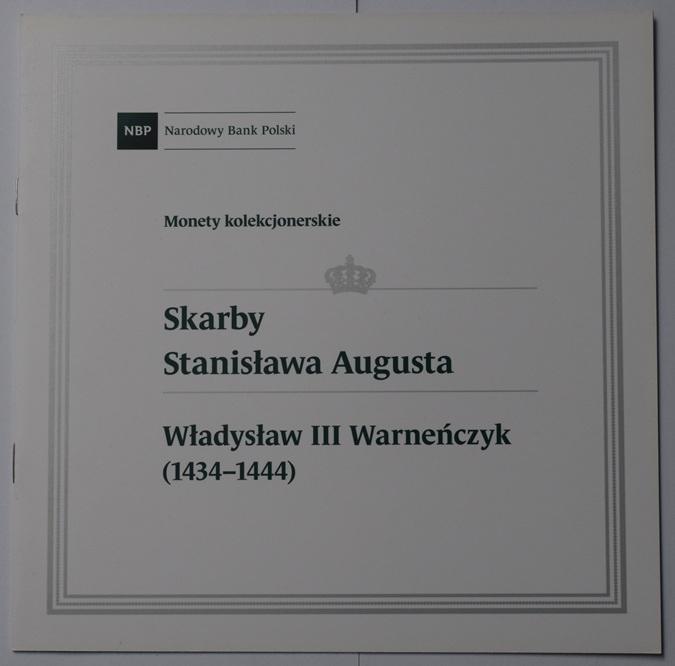 NBP Narodowy Bank Polski
Monety kolekcjonerskie
Skarby
Stanisława Augusta
Władysław III Warneńczyk
(1434–1444)